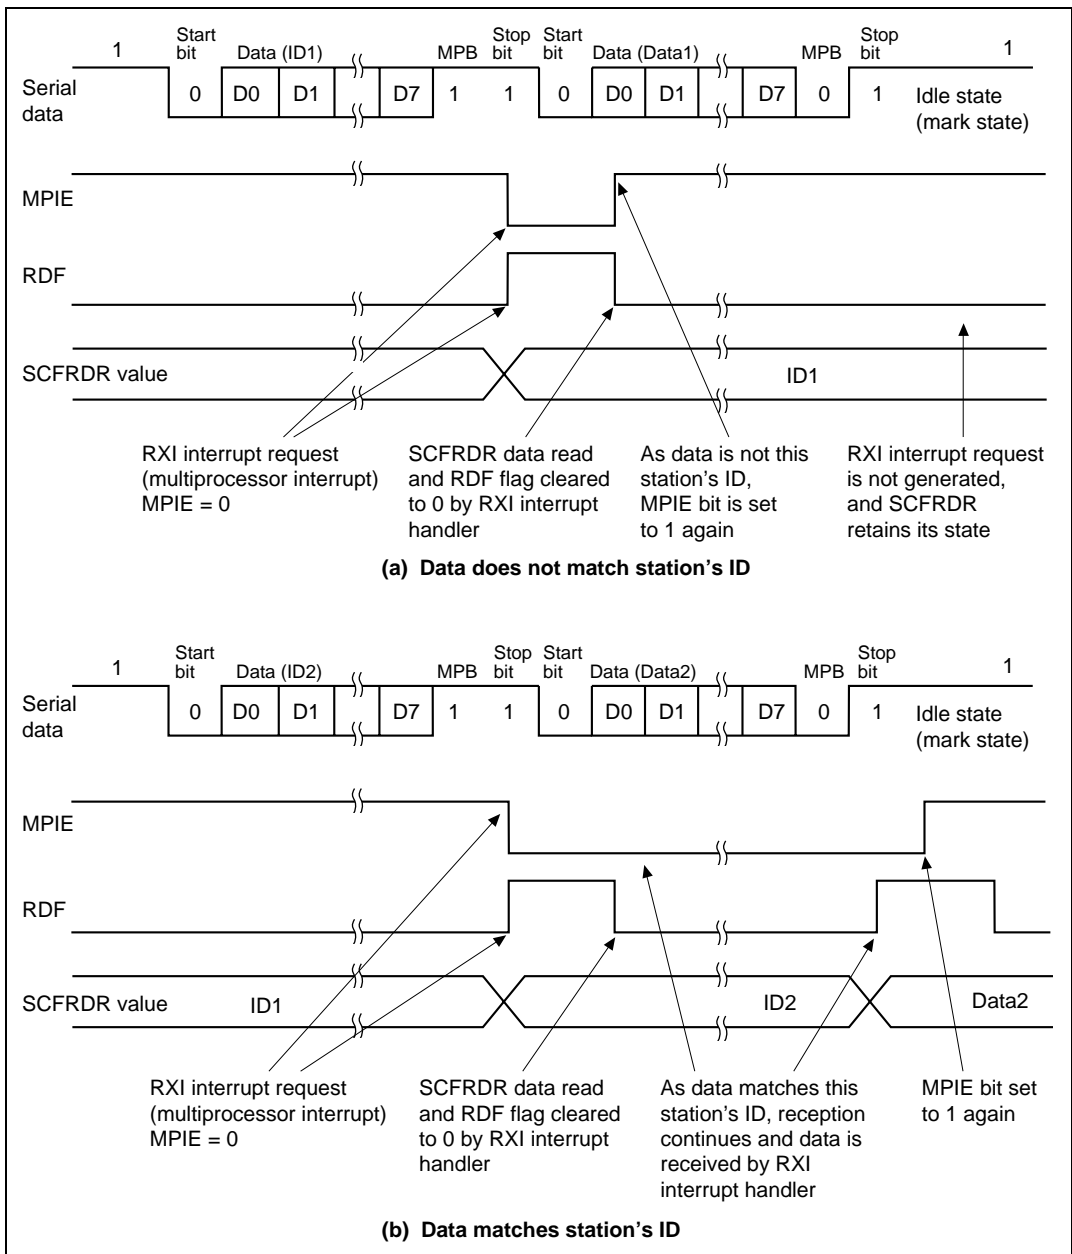 1 Start bit Data (ID1) MPB Stop bit Start bit Data (Data1) MPB Stop bit 1
Serial data 0 D0 D1 D7 1 1 0 D0 D1 D7 0 1 Idle state (mark state)
MPIE
RDF
SCFRDR value ID1
RXI interrupt request
(multiprocessor interrupt)
MPIE = 0
SCFRDR data read
and RDF flag cleared
to 0 by RXI interrupt
handler
As data is not this
station's ID,
MPIE bit is set
to 1 again
RXI interrupt request
is not generated,
and SCFRDR
retains its state
(a) Data does not match station's ID
1 Start bit Data (ID2) MPB Stop bit Start bit Data (Data2) MPB Stop bit 1
Serial data 0 D0 D1 D7 1 1 0 D0 D1 D7 0 1 Idle state (mark state)
MPIE
RDF
SCFRDR value ID1 ID2 Data2
RXI interrupt request
(multiprocessor interrupt)
MPIE = 0
SCFRDR data read
and RDF flag cleared
to 0 by RXI interrupt
handler
As data matches this
station's ID, reception
continues and data is
received by RXI
interrupt handler
MPIE bit set
to 1 again
(b) Data matches station's ID